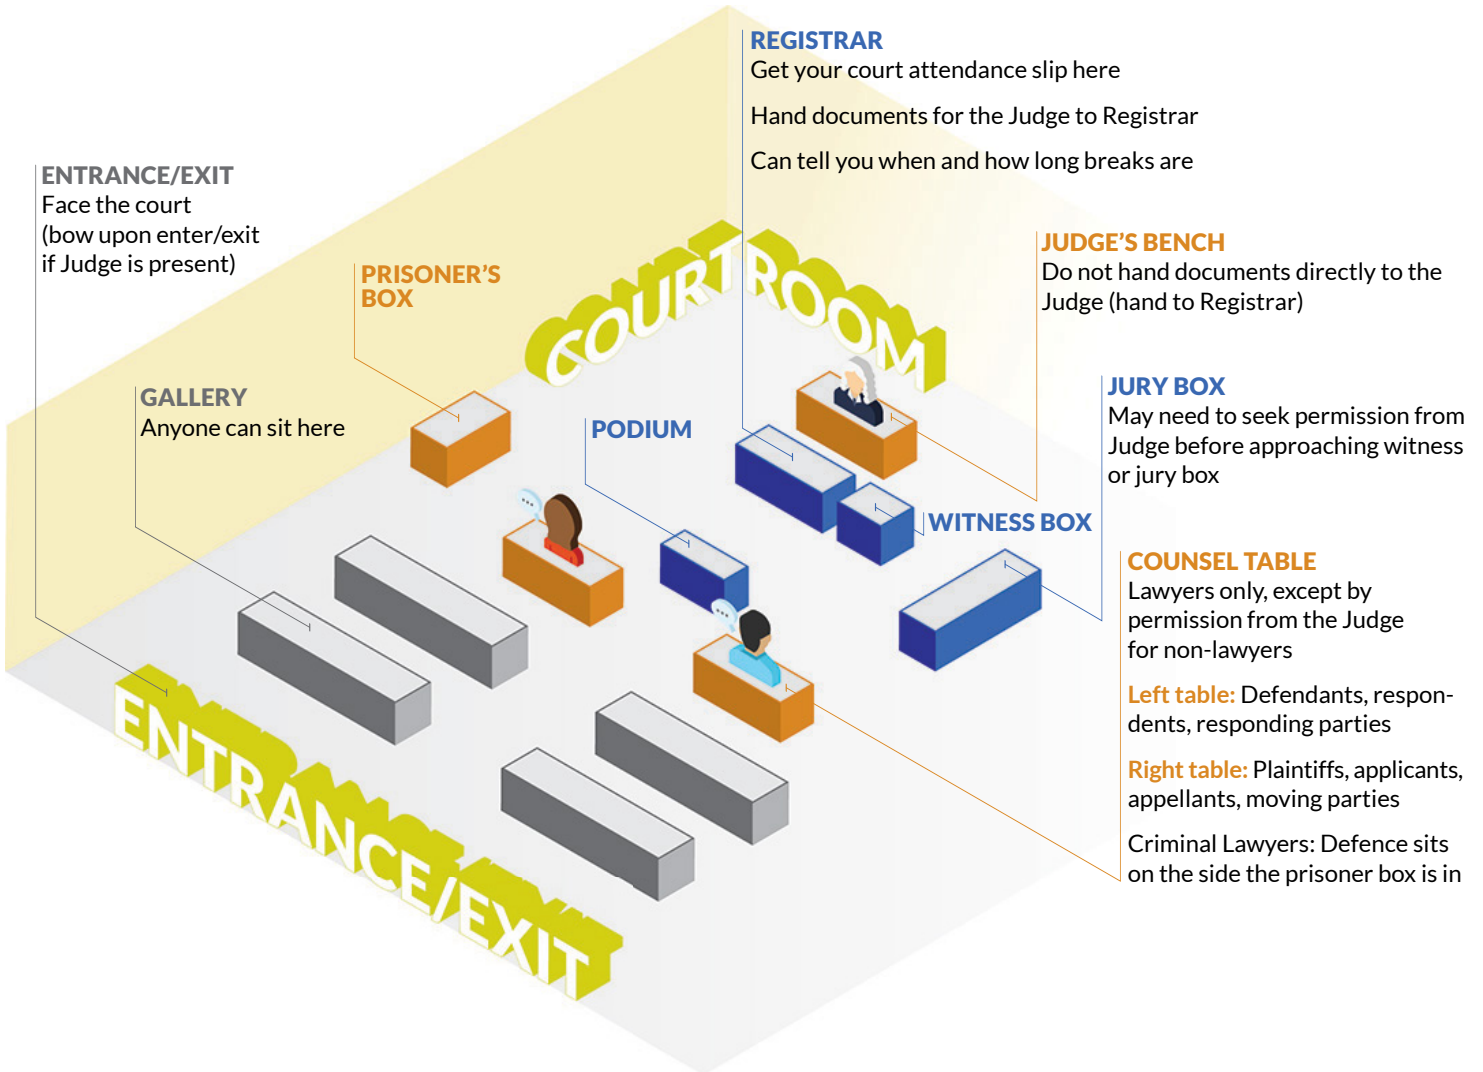 REGISTRAR
Get your court attendance slip here
Hand documents for the Judge to Registrar
Can tell you when and how long breaks are
ENTRANCE/EXIT
Face the court
(bow upon enter/exit
if Judge is present)
PRISONER’S
BOX
COURTROOM
JUDGE’S BENCH
Do not hand documents directly to the
Judge (hand to Registrar)
GALLERY
Anyone can sit here
PODIUM
JURY BOX
May need to seek permission from
Judge before approaching witness
or jury box
WITNESS BOX
COUNSEL TABLE
Lawyers only, except by
permission from the Judge
for non-lawyers
Left table: Defendants, respon-
dents, responding parties
Right table: Plaintiffs, applicants,
appellants, moving parties
Criminal Lawyers: Defence sits
on the side the prisoner box is in
ENTRANCE/EXIT